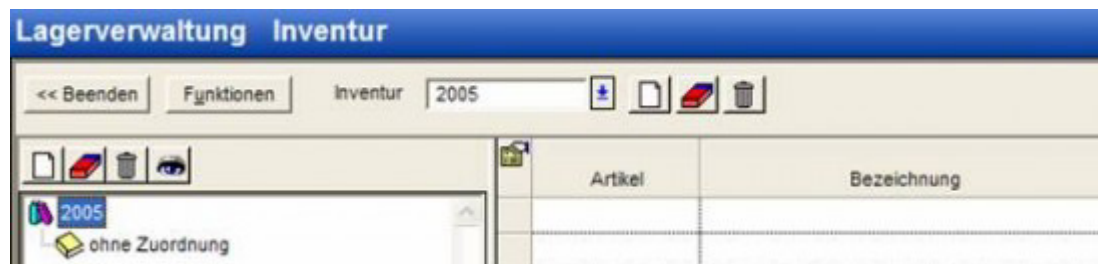 Lagerverwaltung Inventur
<< Beenden Funktionen Inventur 2005
Artikel Bezeichnung
2005
ohne Zuordnung